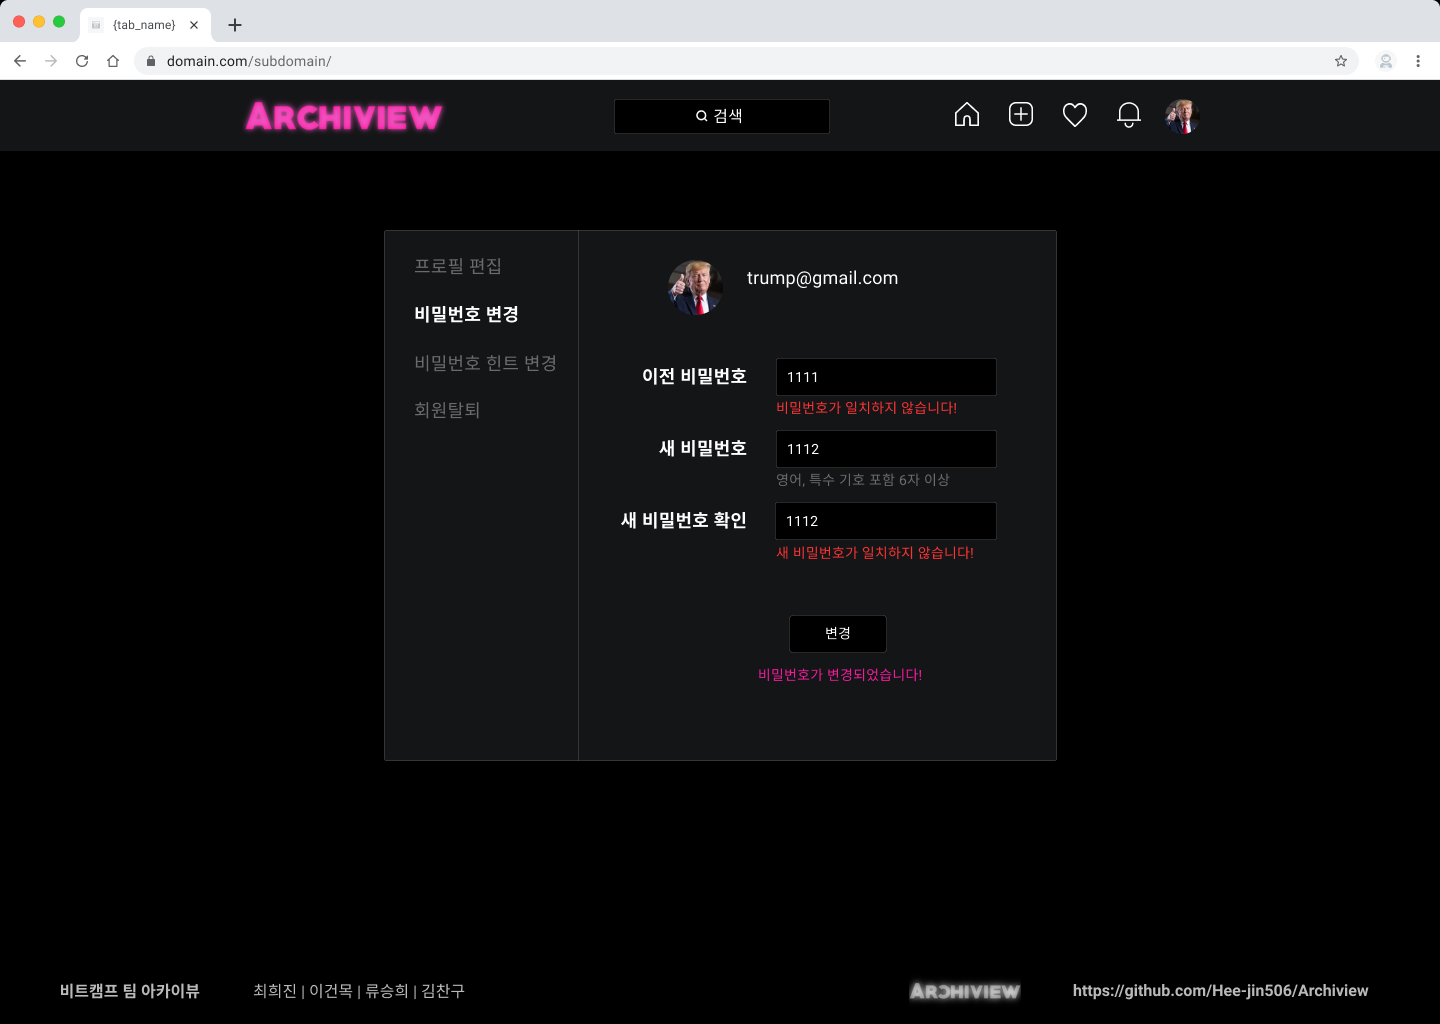 {tab_name}
domain.com/subdomain/
ARCHIVIEW
검색
프로필 편집
비밀번호 변경
비밀번호 힌트 변경
회원탈퇴
trump@gmail.com
이전 비밀번호
1111
비밀번호가 일치하지 않습니다!
새 비밀번호
1112
영어, 특수 기호 포함 6자 이상
새 비밀번호 확인
1112
새 비밀번호가 일치하지 않습니다!
변경
비밀번호가 변경되었습니다!
비트캠프 팀 아카이뷰
최희진 | 이건목 | 류승희 | 김찬구
ARCHIVIEW
https://github.com/Hee-jin506/Archiview